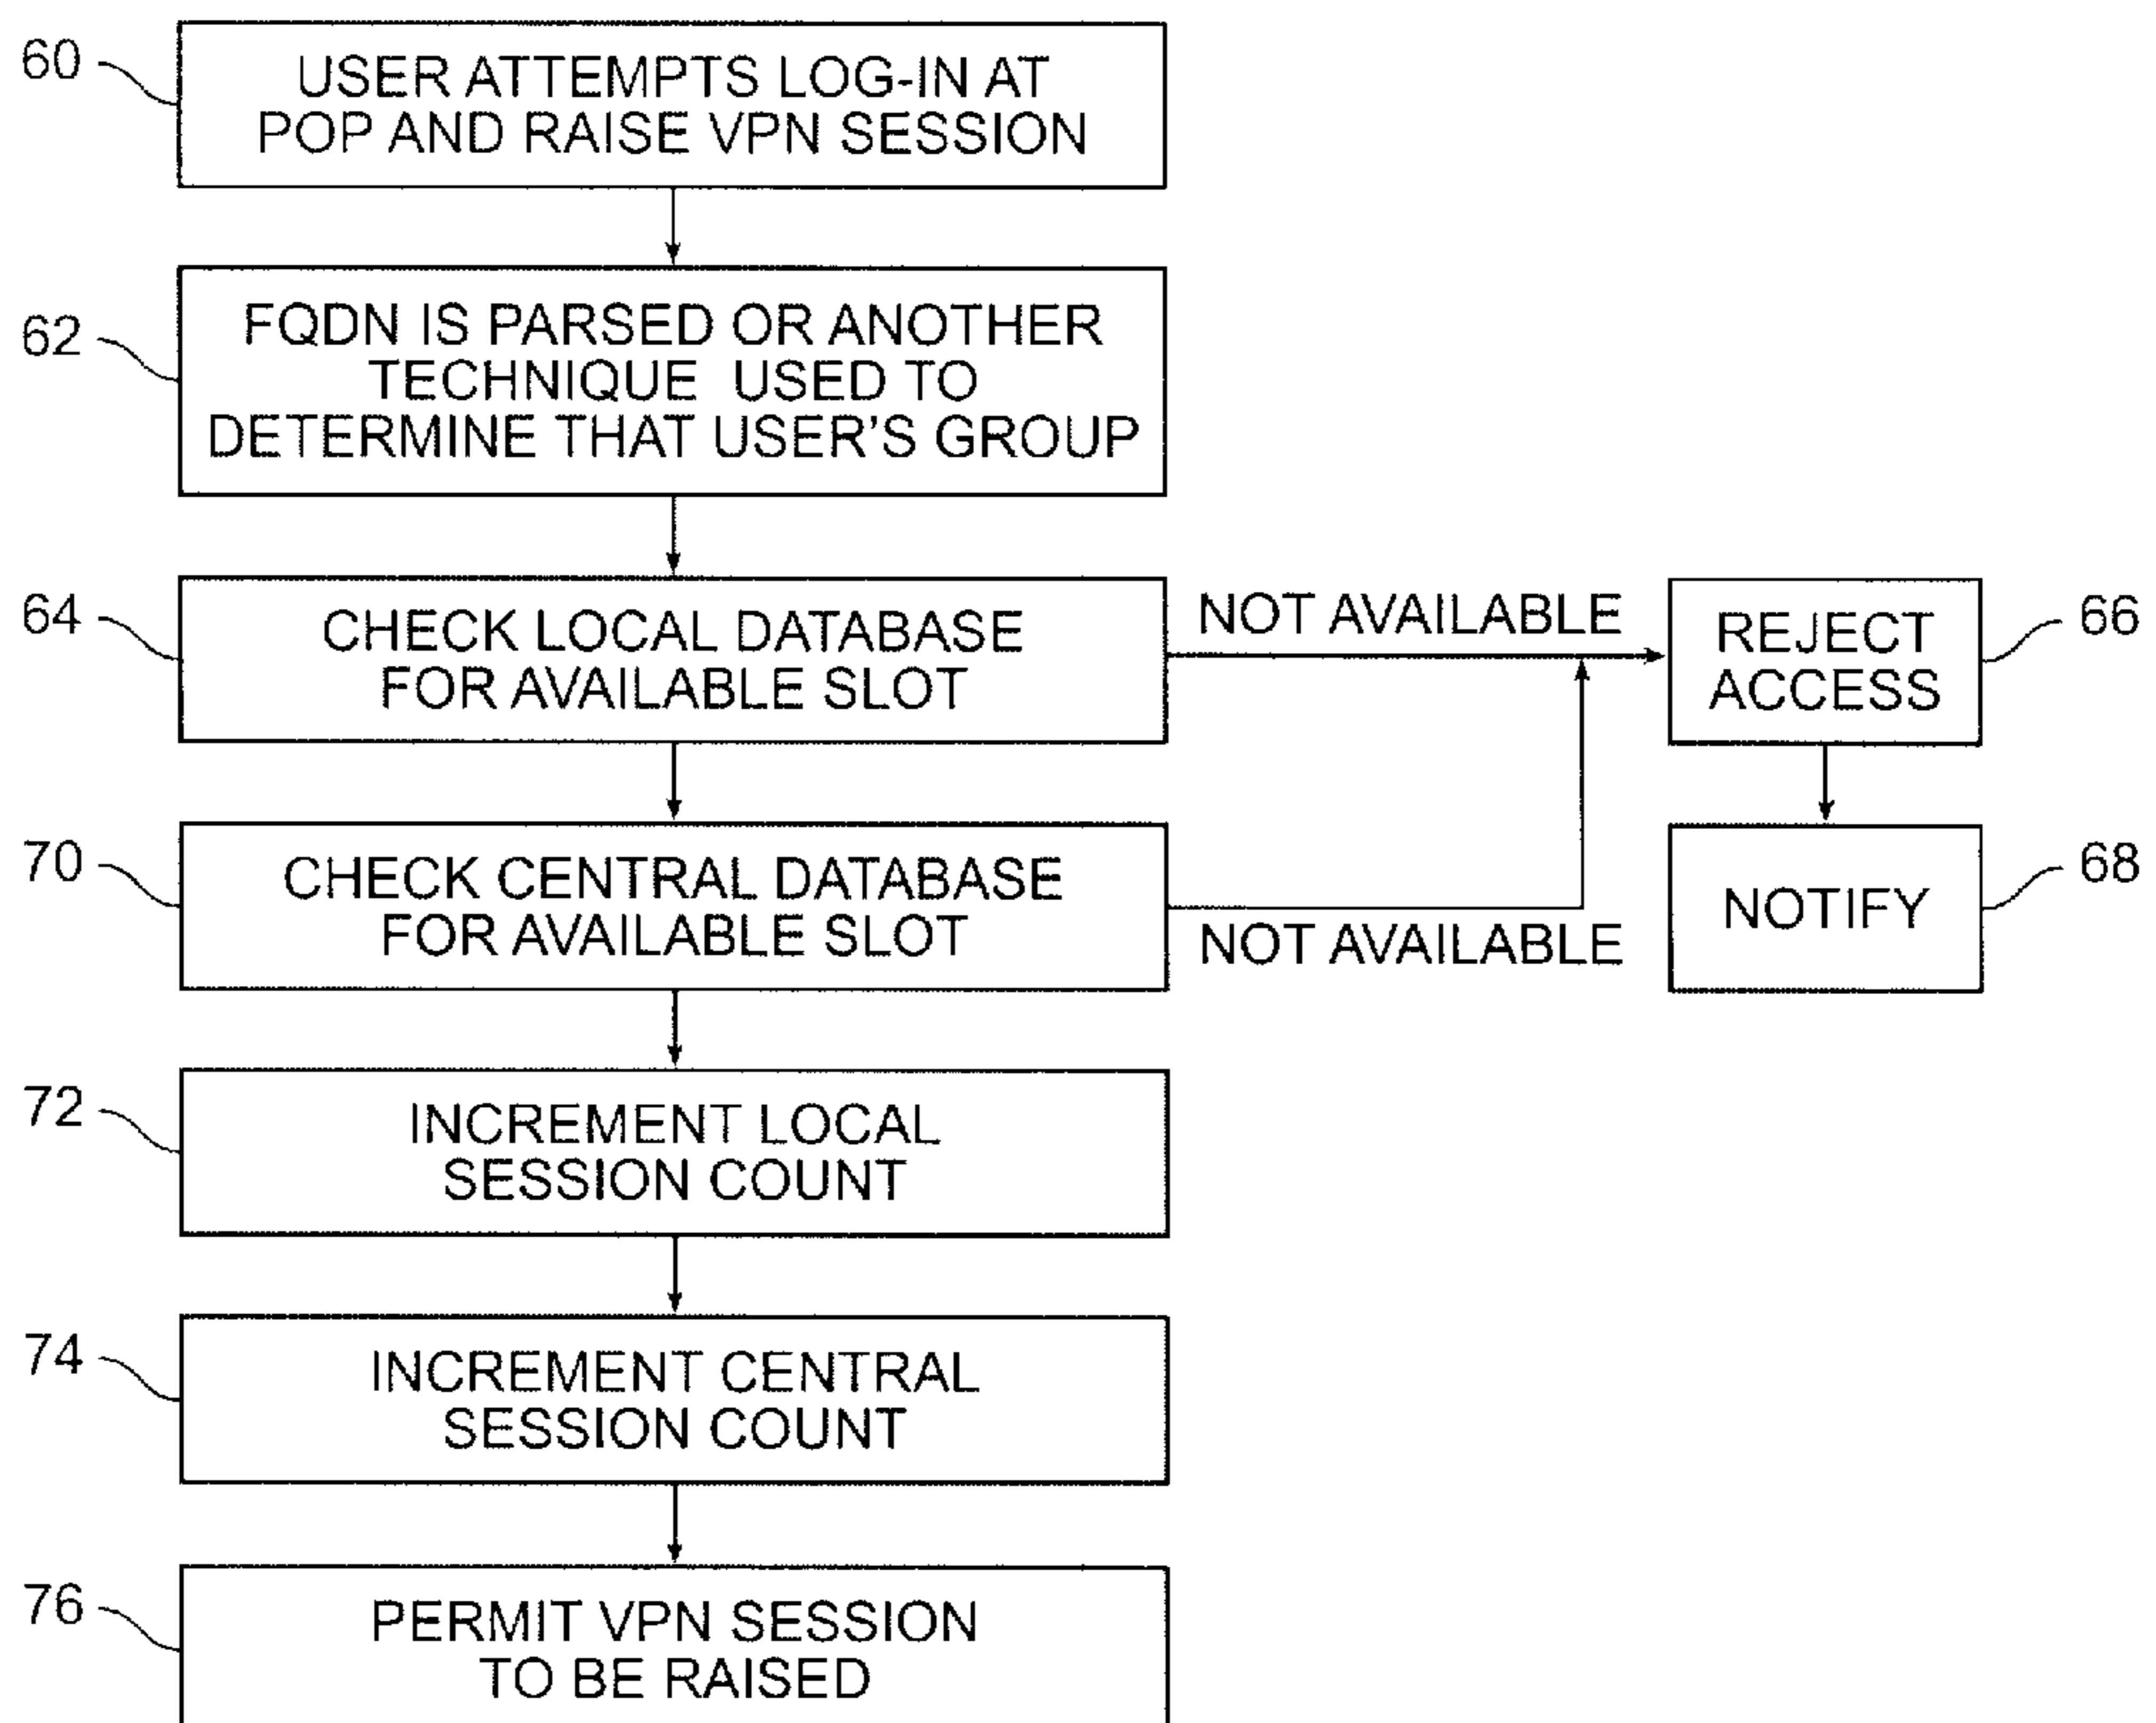 60
USER ATTEMPTS LOG-IN AT
POP AND RAISE VPN SESSION
62
FQDN IS PARSED OR ANOTHER
TECHNIQUE USED TO
DETERMINE THAT USER'S GROUP
64
CHECK LOCAL DATABASE
FOR AVAILABLE SLOT
NOT AVAILABLE
REJECT
ACCESS
66
70
CHECK CENTRAL DATABASE
FOR AVAILABLE SLOT
NOT AVAILABLE
NOTIFY
68
72
INCREMENT LOCAL
SESSION COUNT
74
INCREMENT CENTRAL
SESSION COUNT
76
PERMIT VPN SESSION
TO BE RAISED